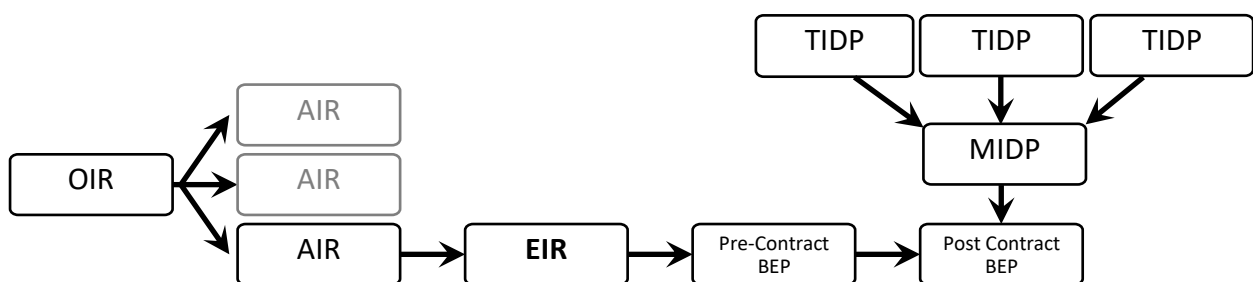 TIDP
TIDP
TIDP
AIR
MIDP
OIR
AIR
AIR
EIR
Pre-Contract
BEP
Post Contract
BEP